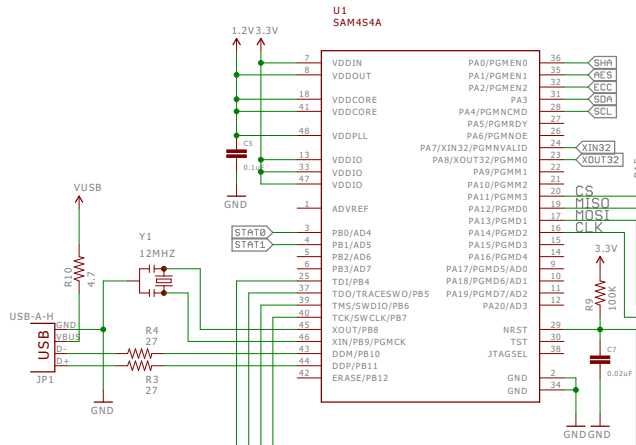 U1
SAM4S4A
1.2V 3.3V
7 VDDIN PA0/PGMEN0 36 SHA
8 VDDOUT PA1/PGMEN1 35 AES
PA2/PGMEN2 32 ECC
18 VDDCORE PA3 31 SDA
41 VDDCORE PA4/PGMNCMD 28 SCL
PA5/PGMRDY 27
48 VDDPLL PA6/PGMNOE 26
C5 PA7/XIN32/PGMNVALID 24 XIN32
13 VDDIO PA8/XOUT32/PGMM0 23 XOUT32
0.1uF
33 VDDIO PA9/PGMM1 22
47 VDDIO PA10/PGMM2 21
GND PA11/PGMM3 20 CS
1 ADVREF PA12/PGMD0 19 MISO
PA13/PGMD1 17 MOSI
STAT0 3 PB0/AD4 PA14/PGMD2 16 CLK
STAT1 4 PB1/AD5 PA15/PGMD3 15
5 PB2/AD6 PA16/PGMD4 14
6 PB3/AD7 PA17/PGMD5/AD0 9
25 TDI/PB4 PA18/PGMD6/AD1 10
37 TDO/TRACESWO/PB5 PA19/PGMD7/AD2 11
39 TMS/SWDIO/PB6 PA20/AD3 12
40 TCK/SWCLK/PB7
45 XOUT/PB8 NRST 29
46 XIN/PB9/PGMCK TST 30
43 DDM/PB10 JTAGSEL 38
44 DDP/PB11
42 ERASE/PB12 GND 2
GND 34
VUSB
Y1
12MHZ
R10
4.7
USB-A-H
GND
VBUS
D-
D+
USB
JP1
R4
27
R3
27
GND
3.3V
R9
100K
C7
0.02uF
GND GND